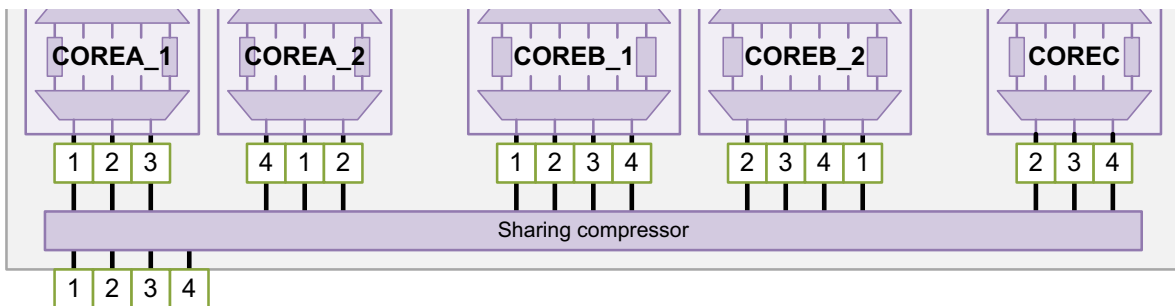 COREA_1 COREA_2 COREB_1 COREB_2 COREC
1 2 3 4 1 2 1 2 3 4 2 3 4 1 2 3 4
Sharing compressor
1 2 3 4